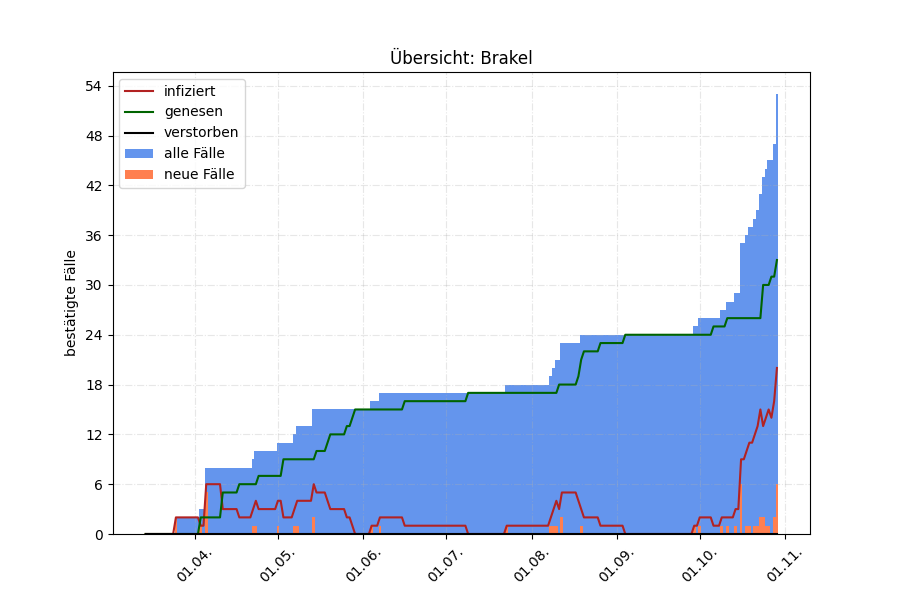 Übersicht: Brakel
infiziert
genesen
verstorben
alle Fälle
neue Fälle
bestätigte Fälle
54
48
42
36
30
24
18
12
6
0
01.04.
01.05.
01.06.
01.07.
01.08.
01.09.
01.10.
01.11.